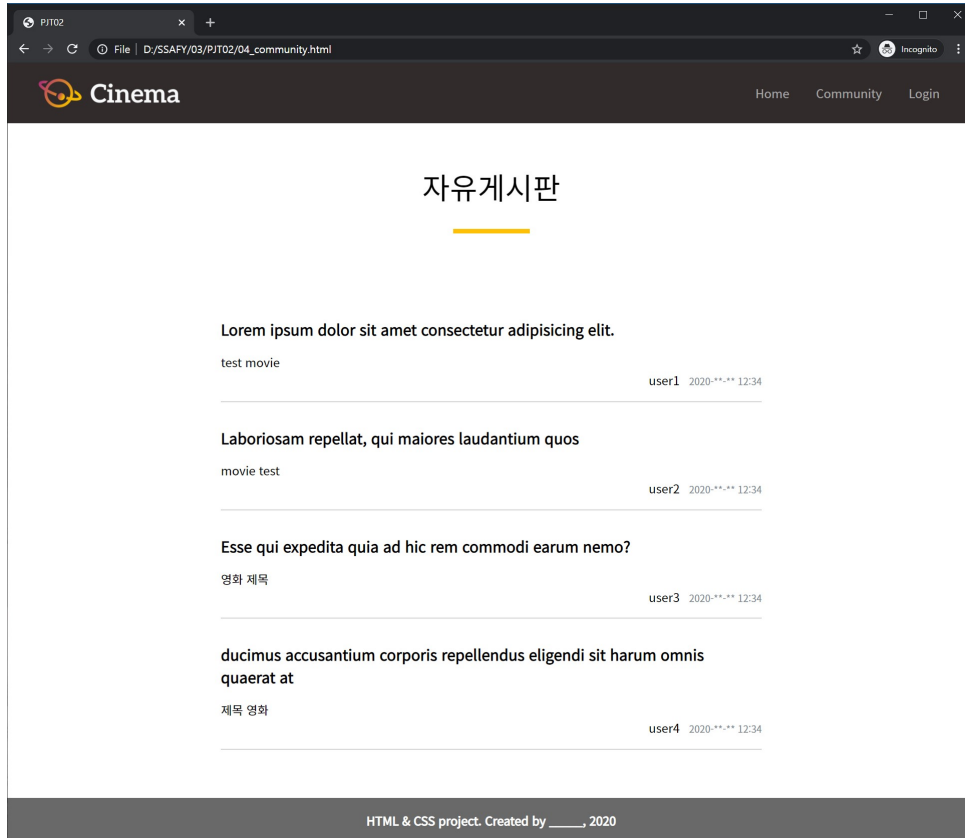 PJT02
File D:/SSAFY/03/PJT02/04_community.html Incognito
Cinema Home Community Login
자유게시판
Lorem ipsum dolor sit amet consectetur adipisicing elit.
test movie
user1 2020-**-** 12:34
Laboriosam repellat, qui maiores laudantium quos
movie test
user2 2020-**-** 12:34
Esse qui expedita quia ad hic rem commodi earum nemo?
영화 제목
user3 2020-**-** 12:34
ducimus accusantium corporis repellendus eligendi sit harum omnis
quaerat at
제목 영화
user4 2020-**-** 12:34
HTML & CSS project. Created by _____, 2020